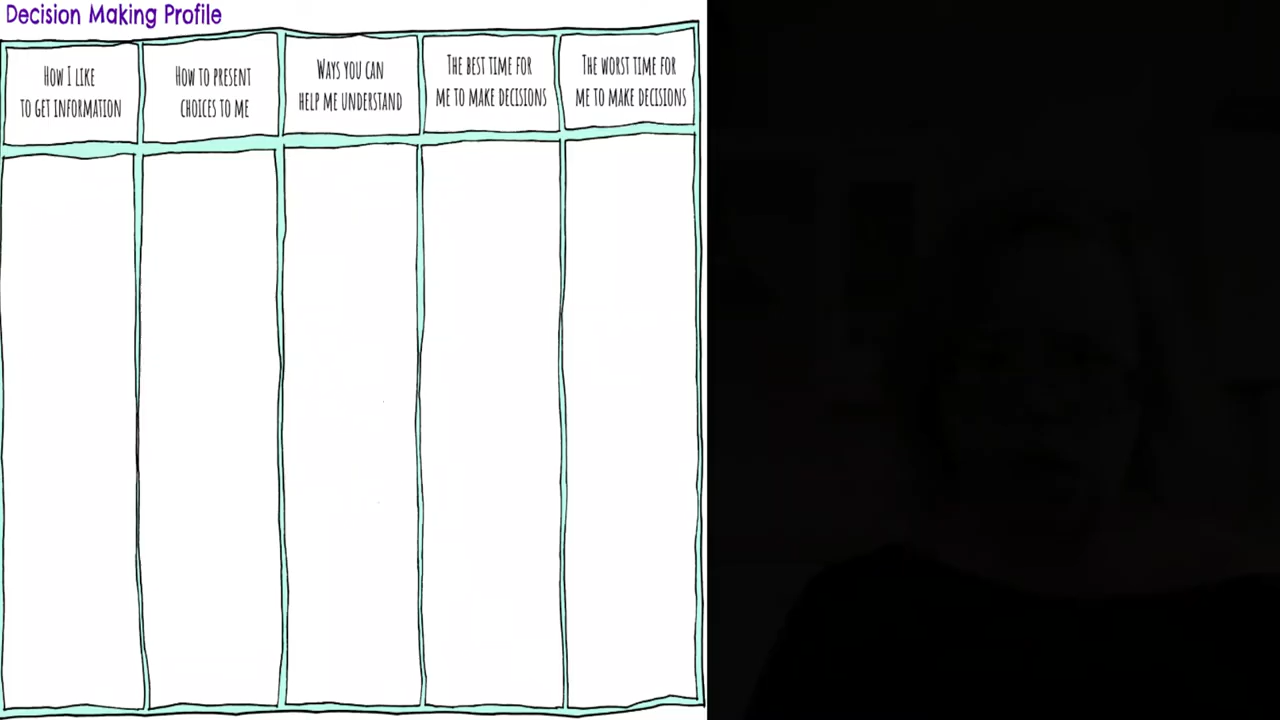 Decision Making Profile
How I like
to get information
How to present
choices to me
Ways you can
help me understand
The best time for
me to make decisions
The worst time for
me to make decisions